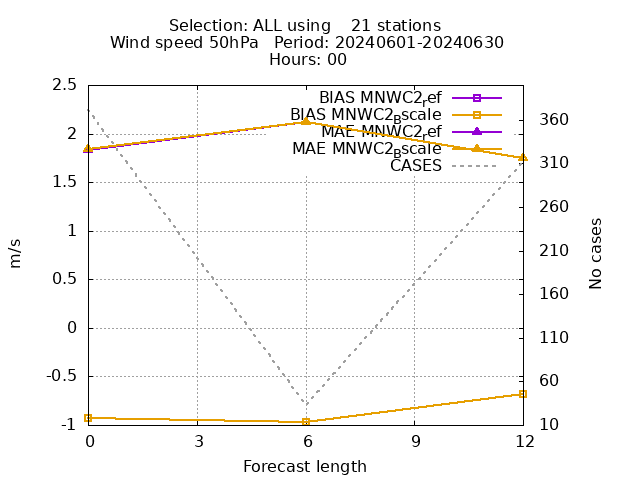 Selection: ALL using    21 stations
Wind speed 50hPa   Period: 20240601-20240630
Hours: 00
BIAS MNWC2_ref
BIAS MNWC2_Bscale
MAE MNWC2_ref
MAE MNWC2_Bscale
CASES
2.5
2
1.5
1
0.5
0
-0.5
-1
m/s
360
310
260
210
160
110
60
10
No cases
0 3 6 9 12
Forecast length